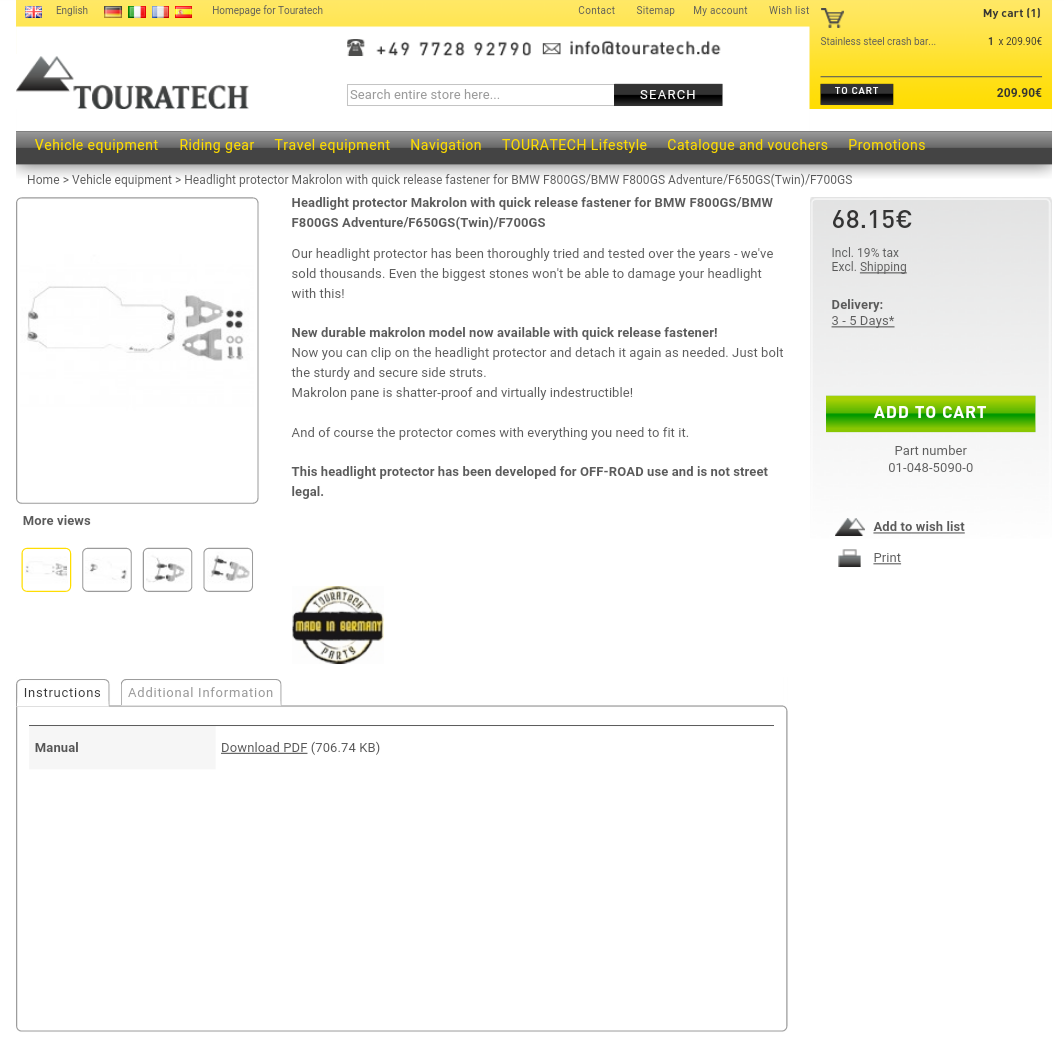 English
Homepage for Touratech
Contact
Sitemap
My account
Wish list
My cart (1)
Stainless steel crash bar... 1 x 209.90€
TO CART 209.90€
+49 7728 92790 info@touratech.de
TOURATECH
Search entire store here...
SEARCH
Vehicle equipment Riding gear Travel equipment Navigation TOURATECH Lifestyle Catalogue and vouchers Promotions
Home > Vehicle equipment > Headlight protector Makrolon with quick release fastener for BMW F800GS/BMW F800GS Adventure/F650GS(Twin)/F700GS
Headlight protector Makrolon with quick release fastener for BMW F800GS/BMW
F800GS Adventure/F650GS(Twin)/F700GS
Our headlight protector has been thoroughly tried and tested over the years - we've
sold thousands. Even the biggest stones won't be able to damage your headlight
with this!
New durable makrolon model now available with quick release fastener!
Now you can clip on the headlight protector and detach it again as needed. Just bolt
the sturdy and secure side struts.
Makrolon pane is shatter-proof and virtually indestructible!
And of course the protector comes with everything you need to fit it.
This headlight protector has been developed for OFF-ROAD use and is not street
legal.
68.15€
Incl. 19% tax
Excl. Shipping
Delivery:
3 - 5 Days*
ADD TO CART
Part number
01-048-5090-0
Add to wish list
Print
More views
TOURATECH
MADE IN GERMANY
PARTS
Instructions
Additional Information
Manual Download PDF (706.74 KB)